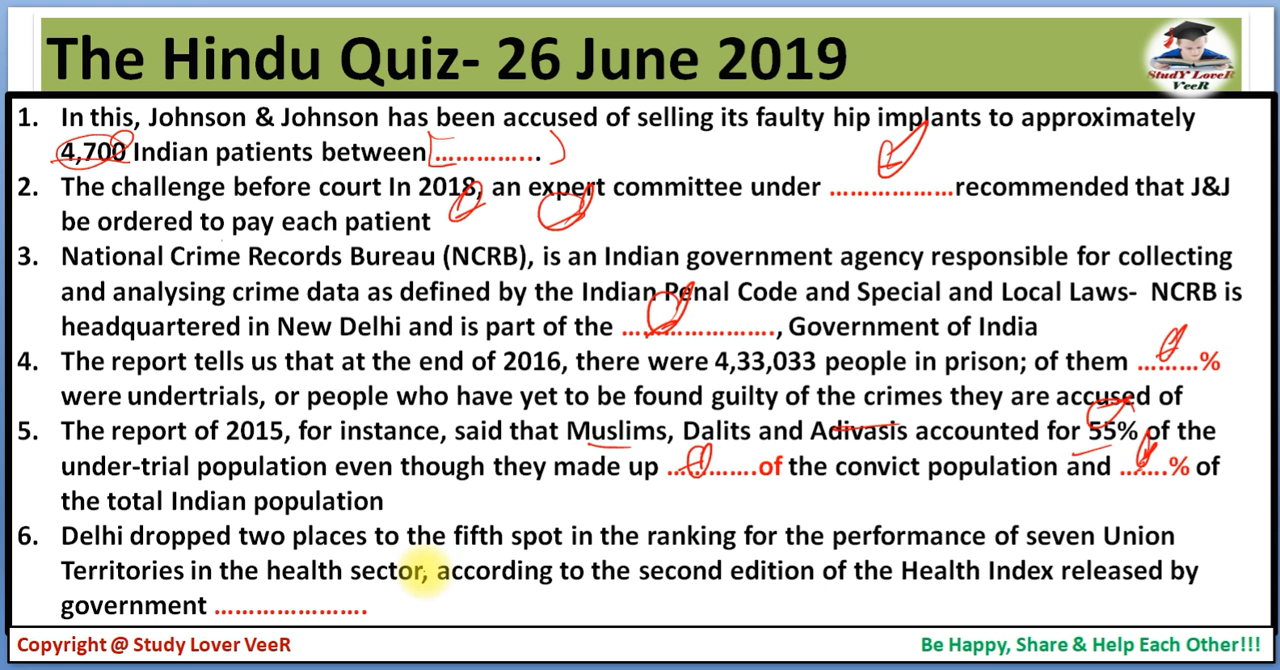 The Hindu Quiz- 26 June 2019
StudY LoveR
VeeR
1. In this, Johnson & Johnson has been accused of selling its faulty hip implants to approximately
4,700 Indian patients between ...............
2. The challenge before court In 2018, an expert committee under ..................recommended that J&J
be ordered to pay each patient
3. National Crime Records Bureau (NCRB), is an Indian government agency responsible for collecting
and analysing crime data as defined by the Indian Penal Code and Special and Local Laws- NCRB is
headquartered in New Delhi and is part of the ......................, Government of India
4. The report tells us that at the end of 2016, there were 4,33,033 people in prison; of them .........%
were undertrials, or people who have yet to be found guilty of the crimes they are accused of
5. The report of 2015, for instance, said that Muslims, Dalits and Adivasis accounted for 55% of the
under-trial population even though they made up .............of the convict population and .......% of
the total Indian population
6. Delhi dropped two places to the fifth spot in the ranking for the performance of seven Union
Territories in the health sector, according to the second edition of the Health Index released by
government ......................
Copyright @ Study Lover VeeR
Be Happy, Share & Help Each Other!!!